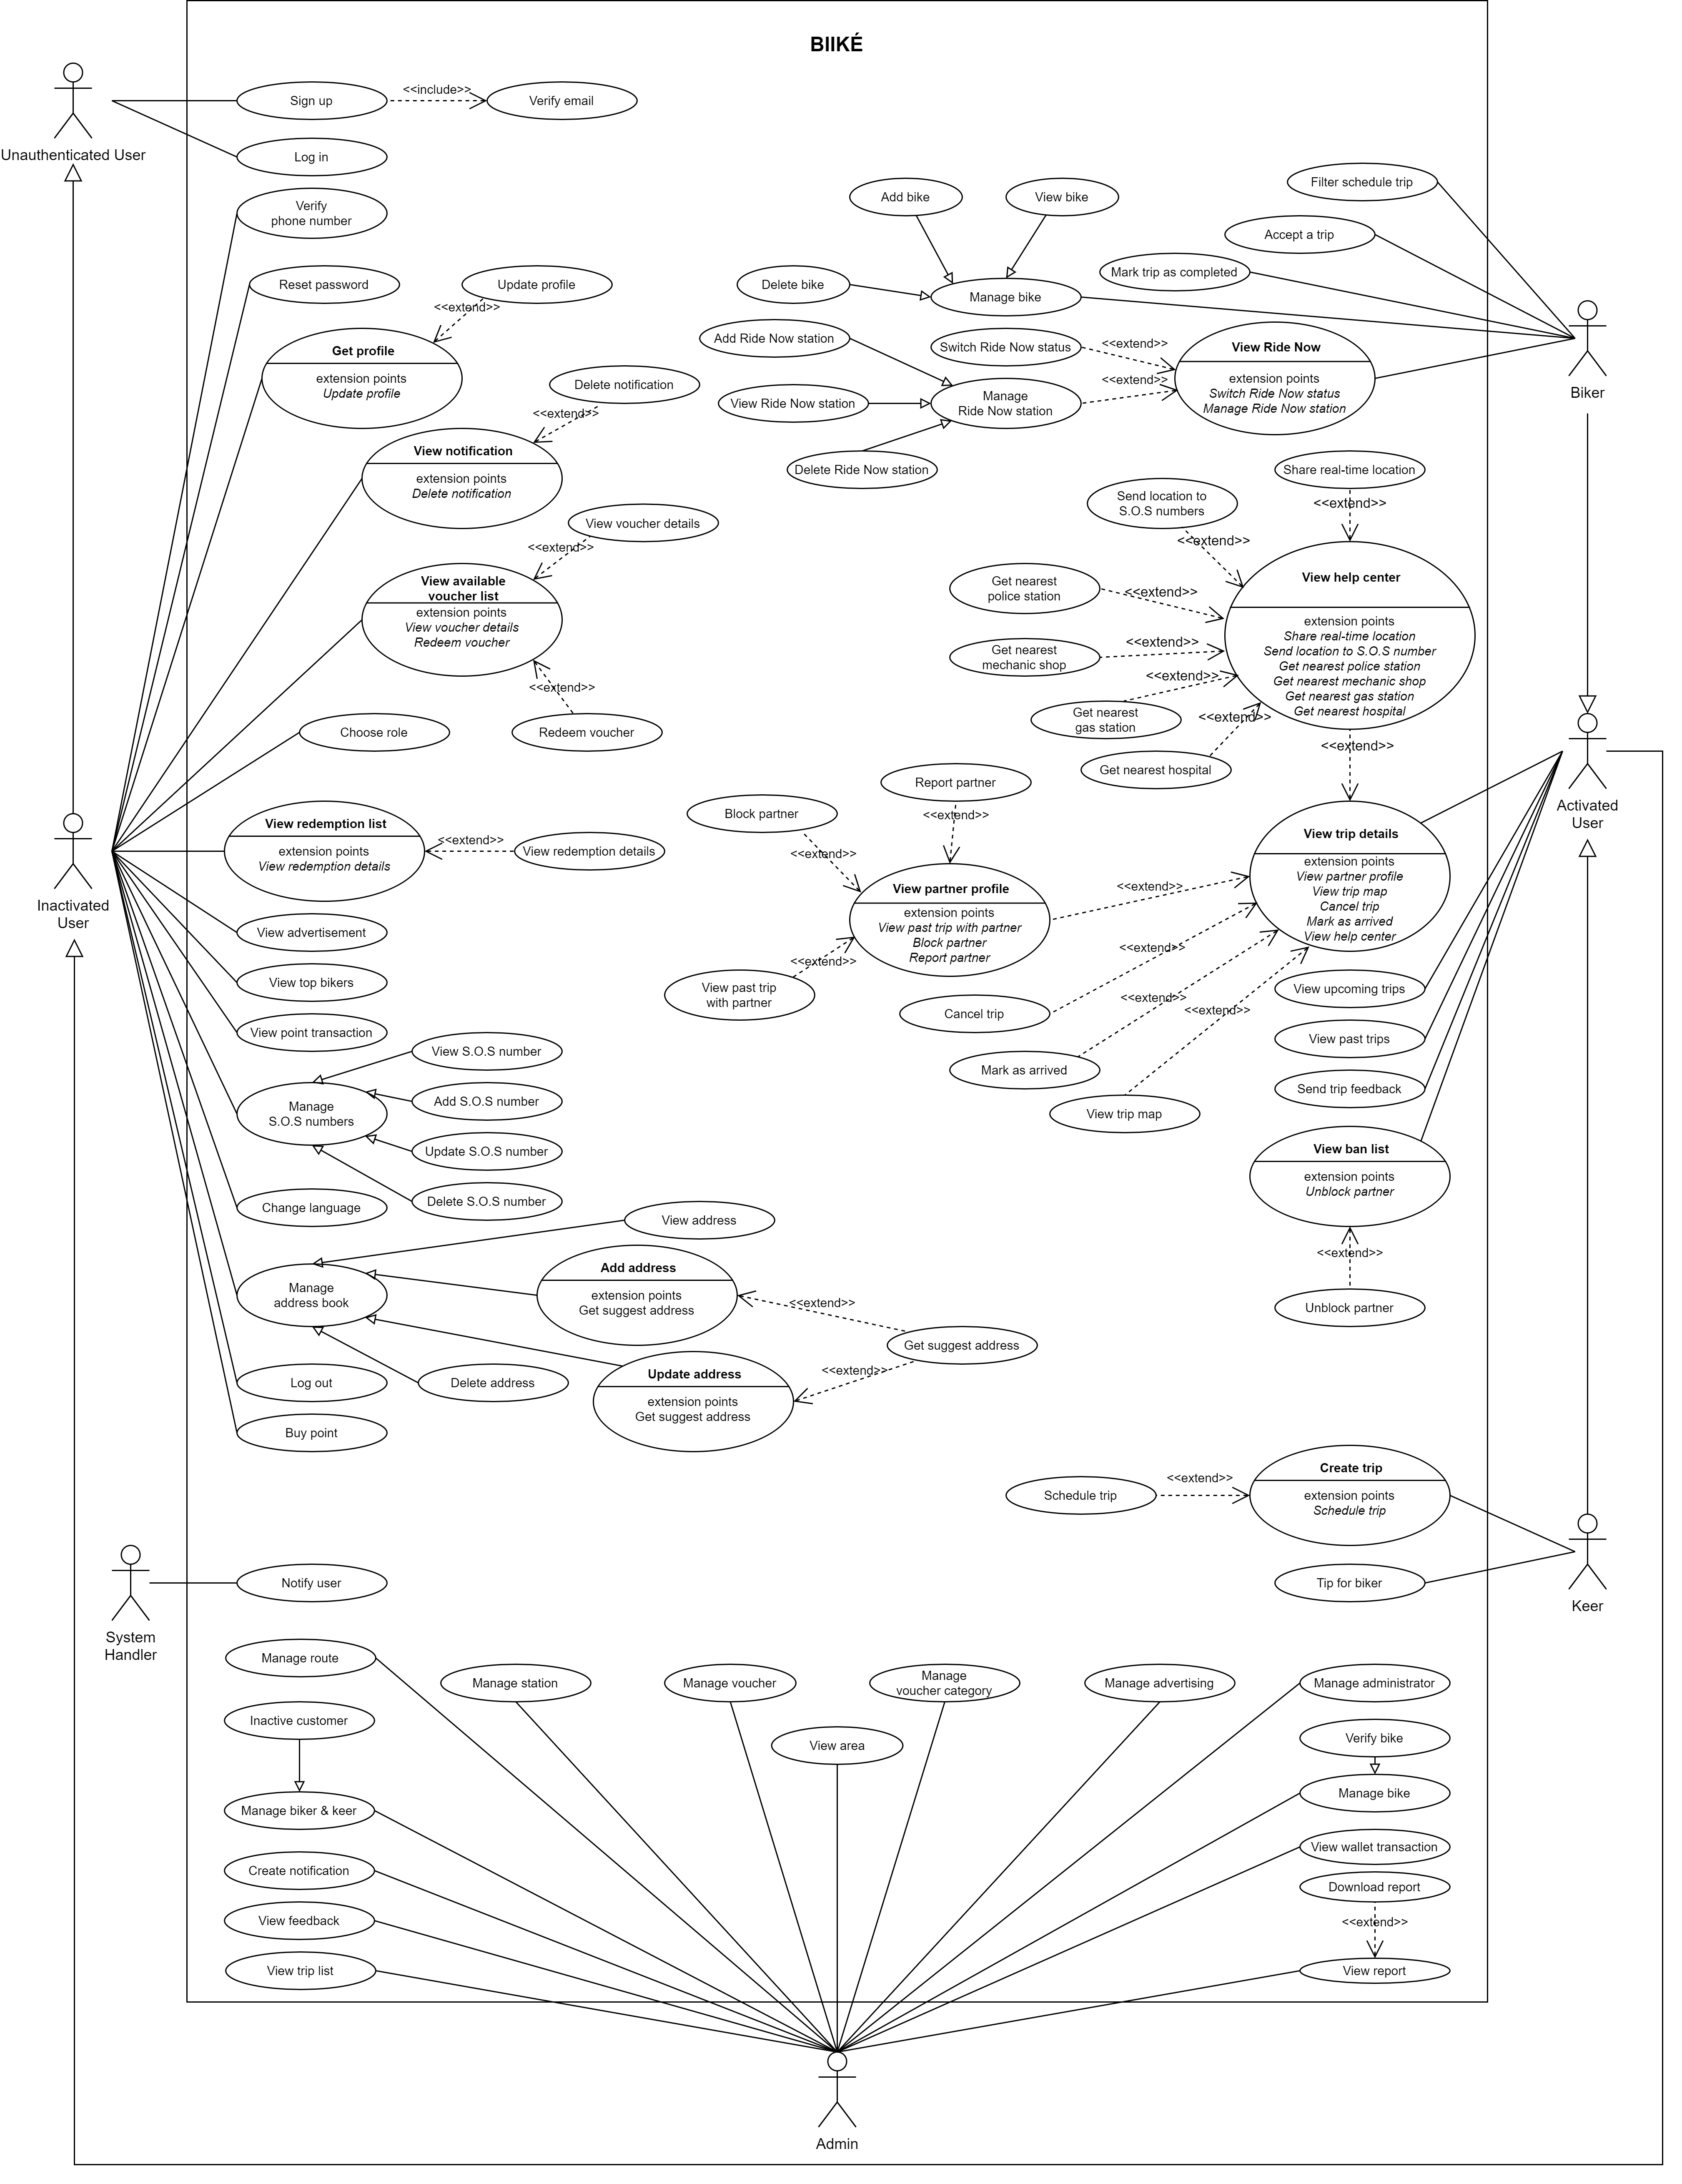 BIIKÉ
Unauthenticated User
Sign up
<<include>>
Verify email
Log in
Verify
phone number
Reset password
Update profile
<<extend>>
Get profile
extension points
Update profile
Delete notification
<<extend>>
View notification
extension points
Delete notification
View voucher details
<<extend>>
View available
voucher list
extension points
View voucher details
Redeem voucher
<<extend>>
Redeem voucher
Choose role
Inactivated
User
View redemption list
extension points
View redemption details
<<extend>>
View redemption details
View advertisement
View top bikers
View point transaction
View S.O.S number
Add S.O.S number
Manage
S.O.S numbers
Update S.O.S number
Delete S.O.S number
Change language
View address
Manage
address book
Add address
extension points
Get suggest address
<<extend>>
Get suggest address
<<extend>>
Update address
extension points
Get suggest address
Delete address
Log out
Buy point
Add bike
View bike
Delete bike
Manage bike
Filter schedule trip
Accept a trip
Mark trip as completed
Biker
Add Ride Now station
Switch Ride Now status
<<extend>>
View Ride Now
extension points
Switch Ride Now status
Manage Ride Now station
<<extend>>
View Ride Now station
Manage
Ride Now station
Delete Ride Now station
Share real-time location
<<extend>>
Send location to
S.O.S numbers
<<extend>>
Get nearest
police station
<<extend>>
Get nearest
mechanic shop
<<extend>>
Get nearest
gas station
<<extend>>
Get nearest hospital
<<extend>>
View help center
extension points
Share real-time location
Send location to S.O.S number
Get nearest police station
Get nearest mechanic shop
Get nearest gas station
Get nearest hospital
<<extend>>
Activated
User
Report partner
<<extend>>
Block partner
<<extend>>
View partner profile
extension points
View past trip with partner
Block partner
Report partner
<<extend>>
View past trip
with partner
<<extend>>
View trip details
extension points
View partner profile
View trip map
Cancel trip
Mark as arrived
View help center
<<extend>>
Cancel trip
<<extend>>
Mark as arrived
<<extend>>
View trip map
View upcoming trips
View past trips
Send trip feedback
View ban list
extension points
Unblock partner
<<extend>>
Unblock partner
Schedule trip
<<extend>>
Create trip
extension points
Schedule trip
Tip for biker
Keer
System
Handler
Notify user
Manage route
Manage station
Manage voucher
Manage
voucher category
Manage advertising
Manage administrator
Inactive customer
View area
Verify bike
Manage biker & keer
Manage bike
Create notification
View wallet transaction
View feedback
Download report
<<extend>>
View trip list
View report
Admin